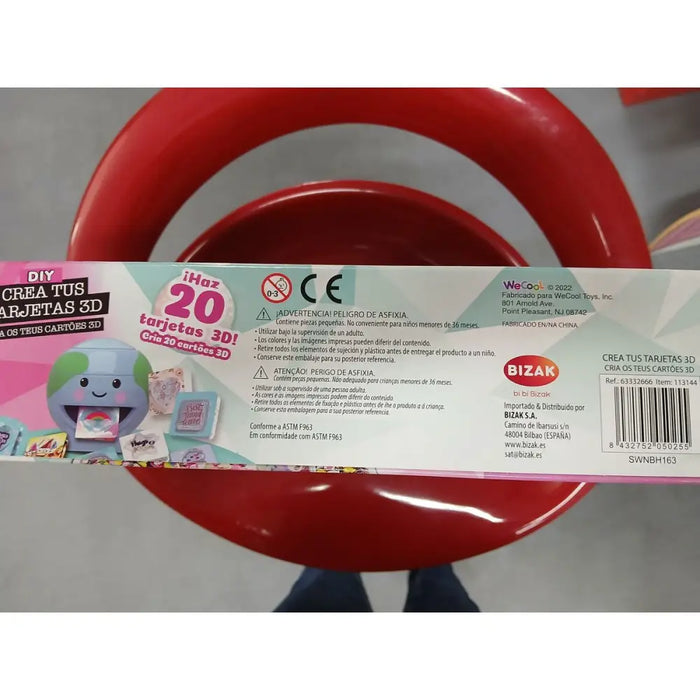 DIY
CREA TUS
TARJETAS 3D
CRIA OS TEUS CARTÕES 3D
¡Haz
20
tarjetas 3D!
Cria 20 cartões 3D
0-3
CE
¡ADVERTENCIA! PELIGRO DE ASFIXIA.
Contiene piezas pequeñas. No conveniente para niños menores de 36 meses.
• Utilizar bajo la supervisión de un adulto.
• Los colores y las imágenes impresas pueden diferir del contenido.
• Retire todos los elementos de sujeción y plástico antes de entregar el producto a un niño.
• Conserve este embalaje para su posterior referencia.
ATENÇÃO! PERIGO DE ASFIXIA.
Contém peças pequenas. Não adequado para crianças menores de 36 meses.
• Utilizar sob a supervisão de uma pessoa adulta.
• As cores e as imagens impressas podem diferir do conteúdo.
• Retire todos os elementos de fixação e plástico antes de dar o produto a uma criança.
• Conserve esta embalagem para a sua posterior referência.
Conforme a ASTM F963
Em conformidade com ASTM F963
WeCool © 2022
Fabricado para WeCool Toys, Inc.
801 Arnold Ave.
Point Pleasant, NJ 08742
FABRICADO EN/NA CHINA.
BIZAK
bi bi Bizak
Importado & Distribuido por
BIZAK S.A.
Camino de Ibarsusi s/n
48004 Bilbao (ESPAÑA)
www.bizak.es
sat@bizak.es
CREA TUS TARJETAS 3D
CRIA OS TEUS CARTÕES 3D
Ref.: 63332666 Item: 113144
8 432752 050255
SWNBH163